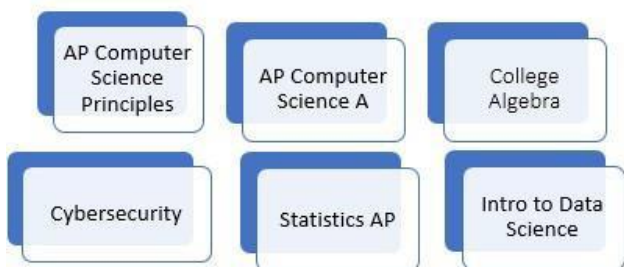 AP Computer
Science
Principles
AP Computer
Science A
College
Algebra
Cybersecurity
Statistics AP
Intro to Data
Science